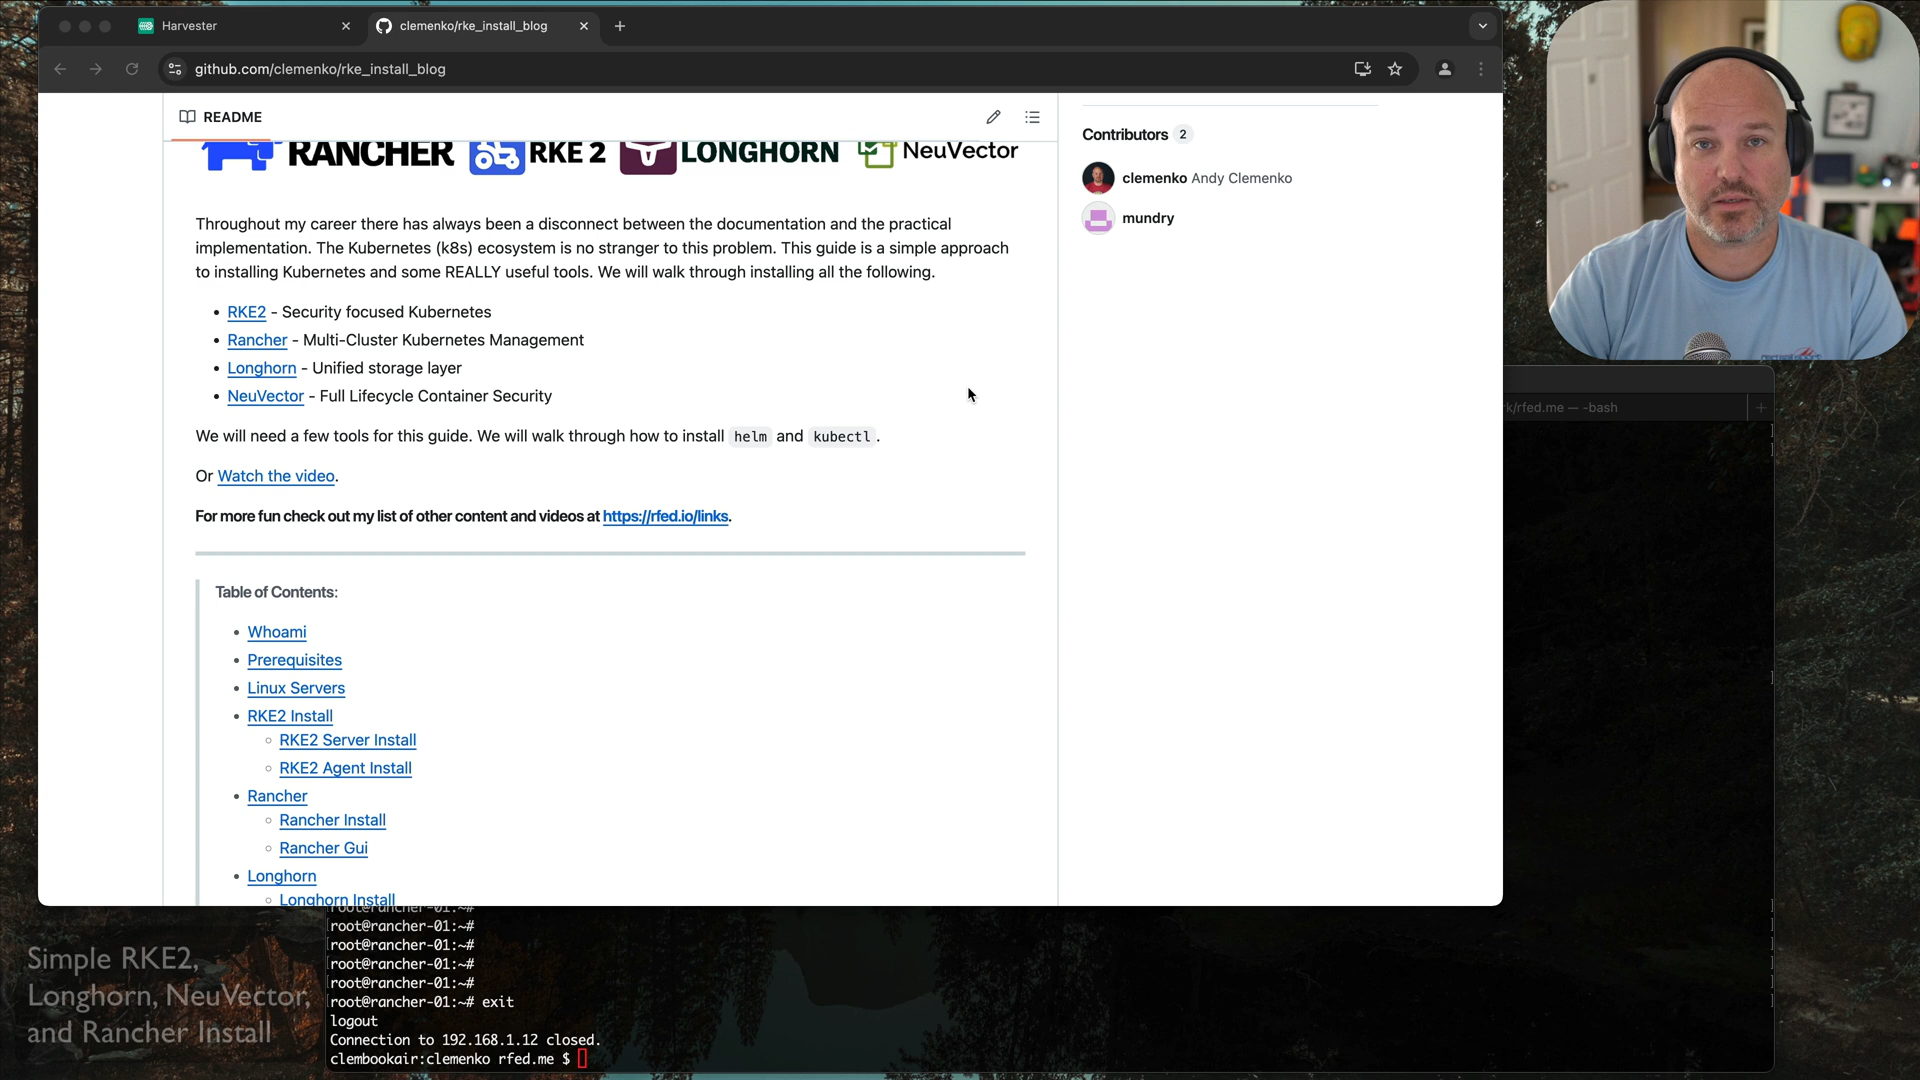 Harvester
clemenko/rke_install_blog
github.com/clemenko/rke_install_blog
README
RANCHER
RKE 2
LONGHORN
NeuVector
Throughout my career there has always been a disconnect between the documentation and the practical
implementation. The Kubernetes (k8s) ecosystem is no stranger to this problem. This guide is a simple approach
to installing Kubernetes and some REALLY useful tools. We will walk through installing all the following.
• RKE2 - Security focused Kubernetes
• Rancher - Multi-Cluster Kubernetes Management
• Longhorn - Unified storage layer
• NeuVector - Full Lifecycle Container Security
We will need a few tools for this guide. We will walk through how to install helm and kubectl.
Or Watch the video.
For more fun check out my list of other content and videos at https://rfed.io/links.
Table of Contents:
• Whoami
• Prerequisites
• Linux Servers
• RKE2 Install
◦ RKE2 Server Install
◦ RKE2 Agent Install
• Rancher
◦ Rancher Install
◦ Rancher Gui
• Longhorn
◦ Longhorn Install
Contributors 2
clemenko Andy Clemenko
mundry
k/rfed.me — -bash
[root@rancher-01:~#
[root@rancher-01:~#
[root@rancher-01:~#
[root@rancher-01:~#
[root@rancher-01:~#
[root@rancher-01:~# exit
logout
Connection to 192.168.1.12 closed.
clembookair:clemenko rfed.me $
Simple RKE2,
Longhorn, NeuVector,
and Rancher Install